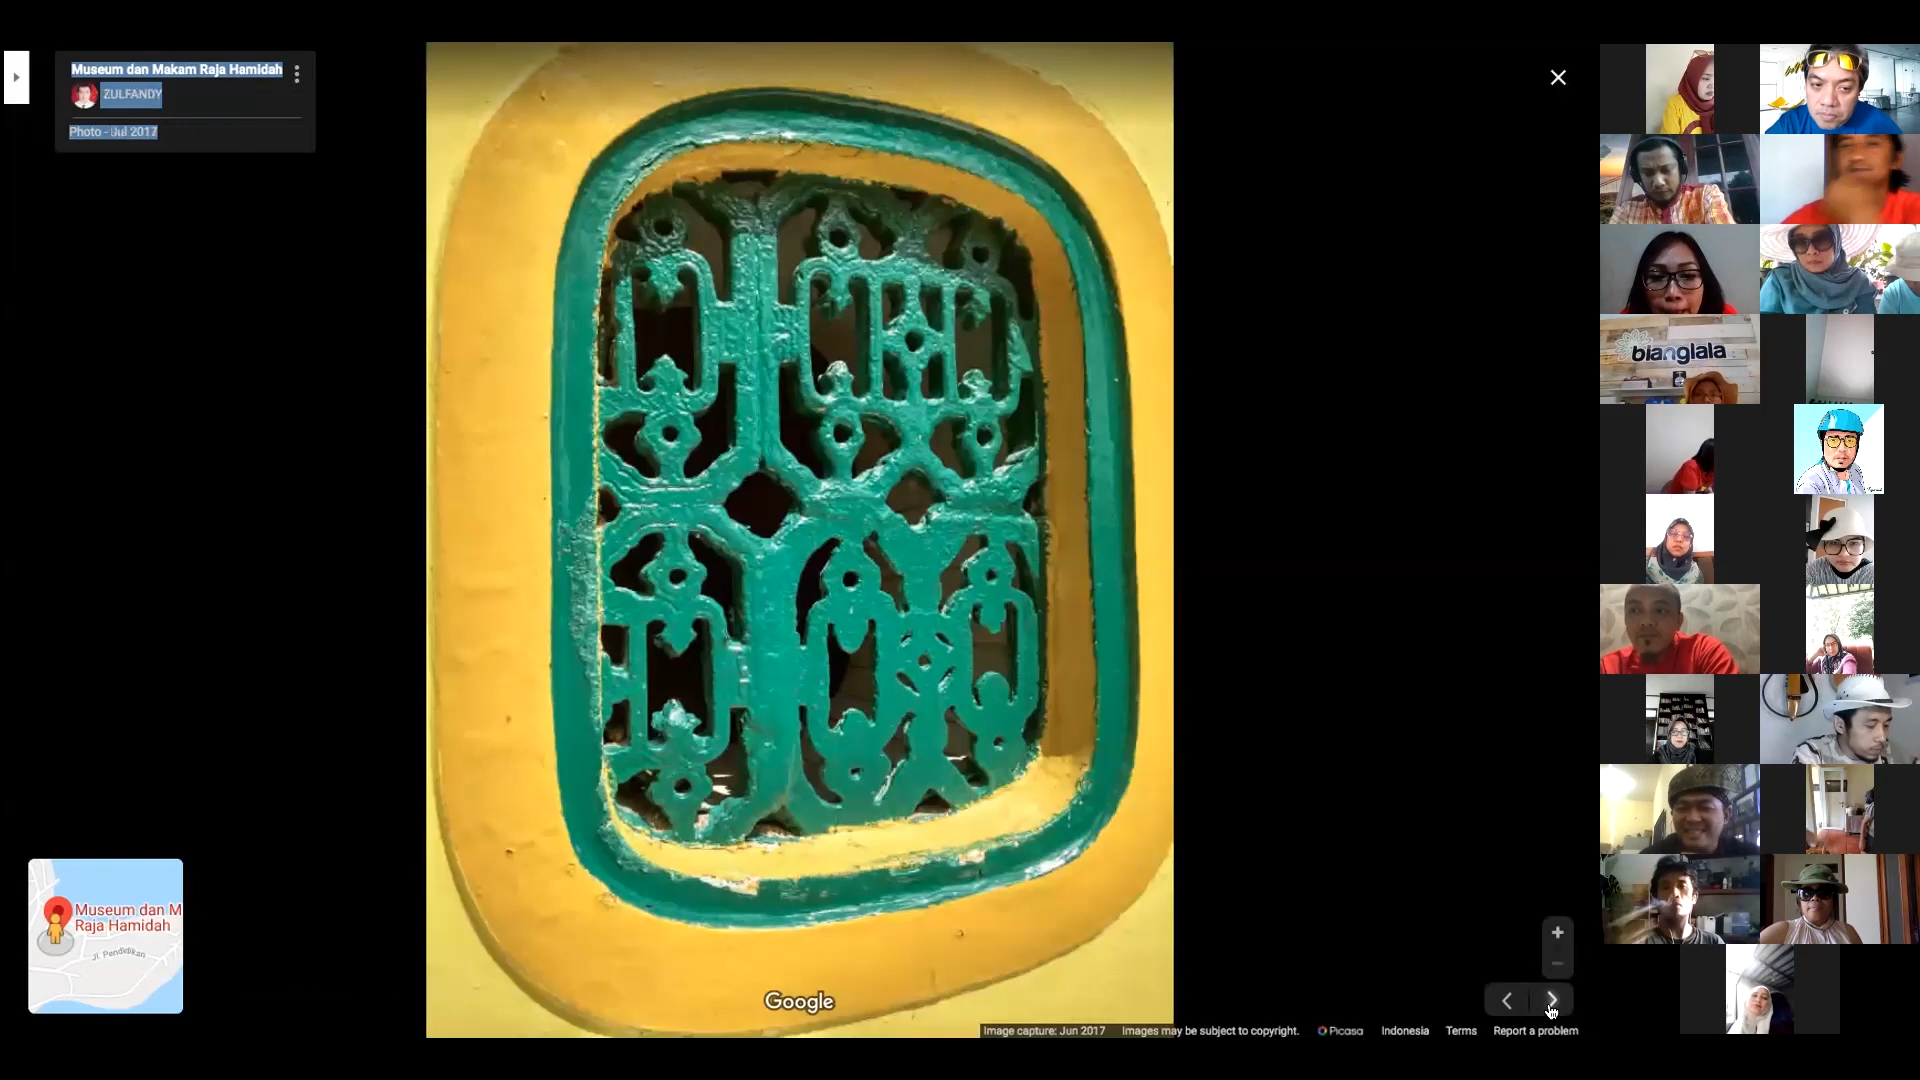 Museum dan Makam Raja Hamidah
ZULFANDY
Photo - Jul 2017
bianglala
Museum dan M
Raja Hamidah
Jl. Pendidikan
Google
Image capture: Jun 2017 Images may be subject to copyright. Picasa Indonesia Terms Report a problem